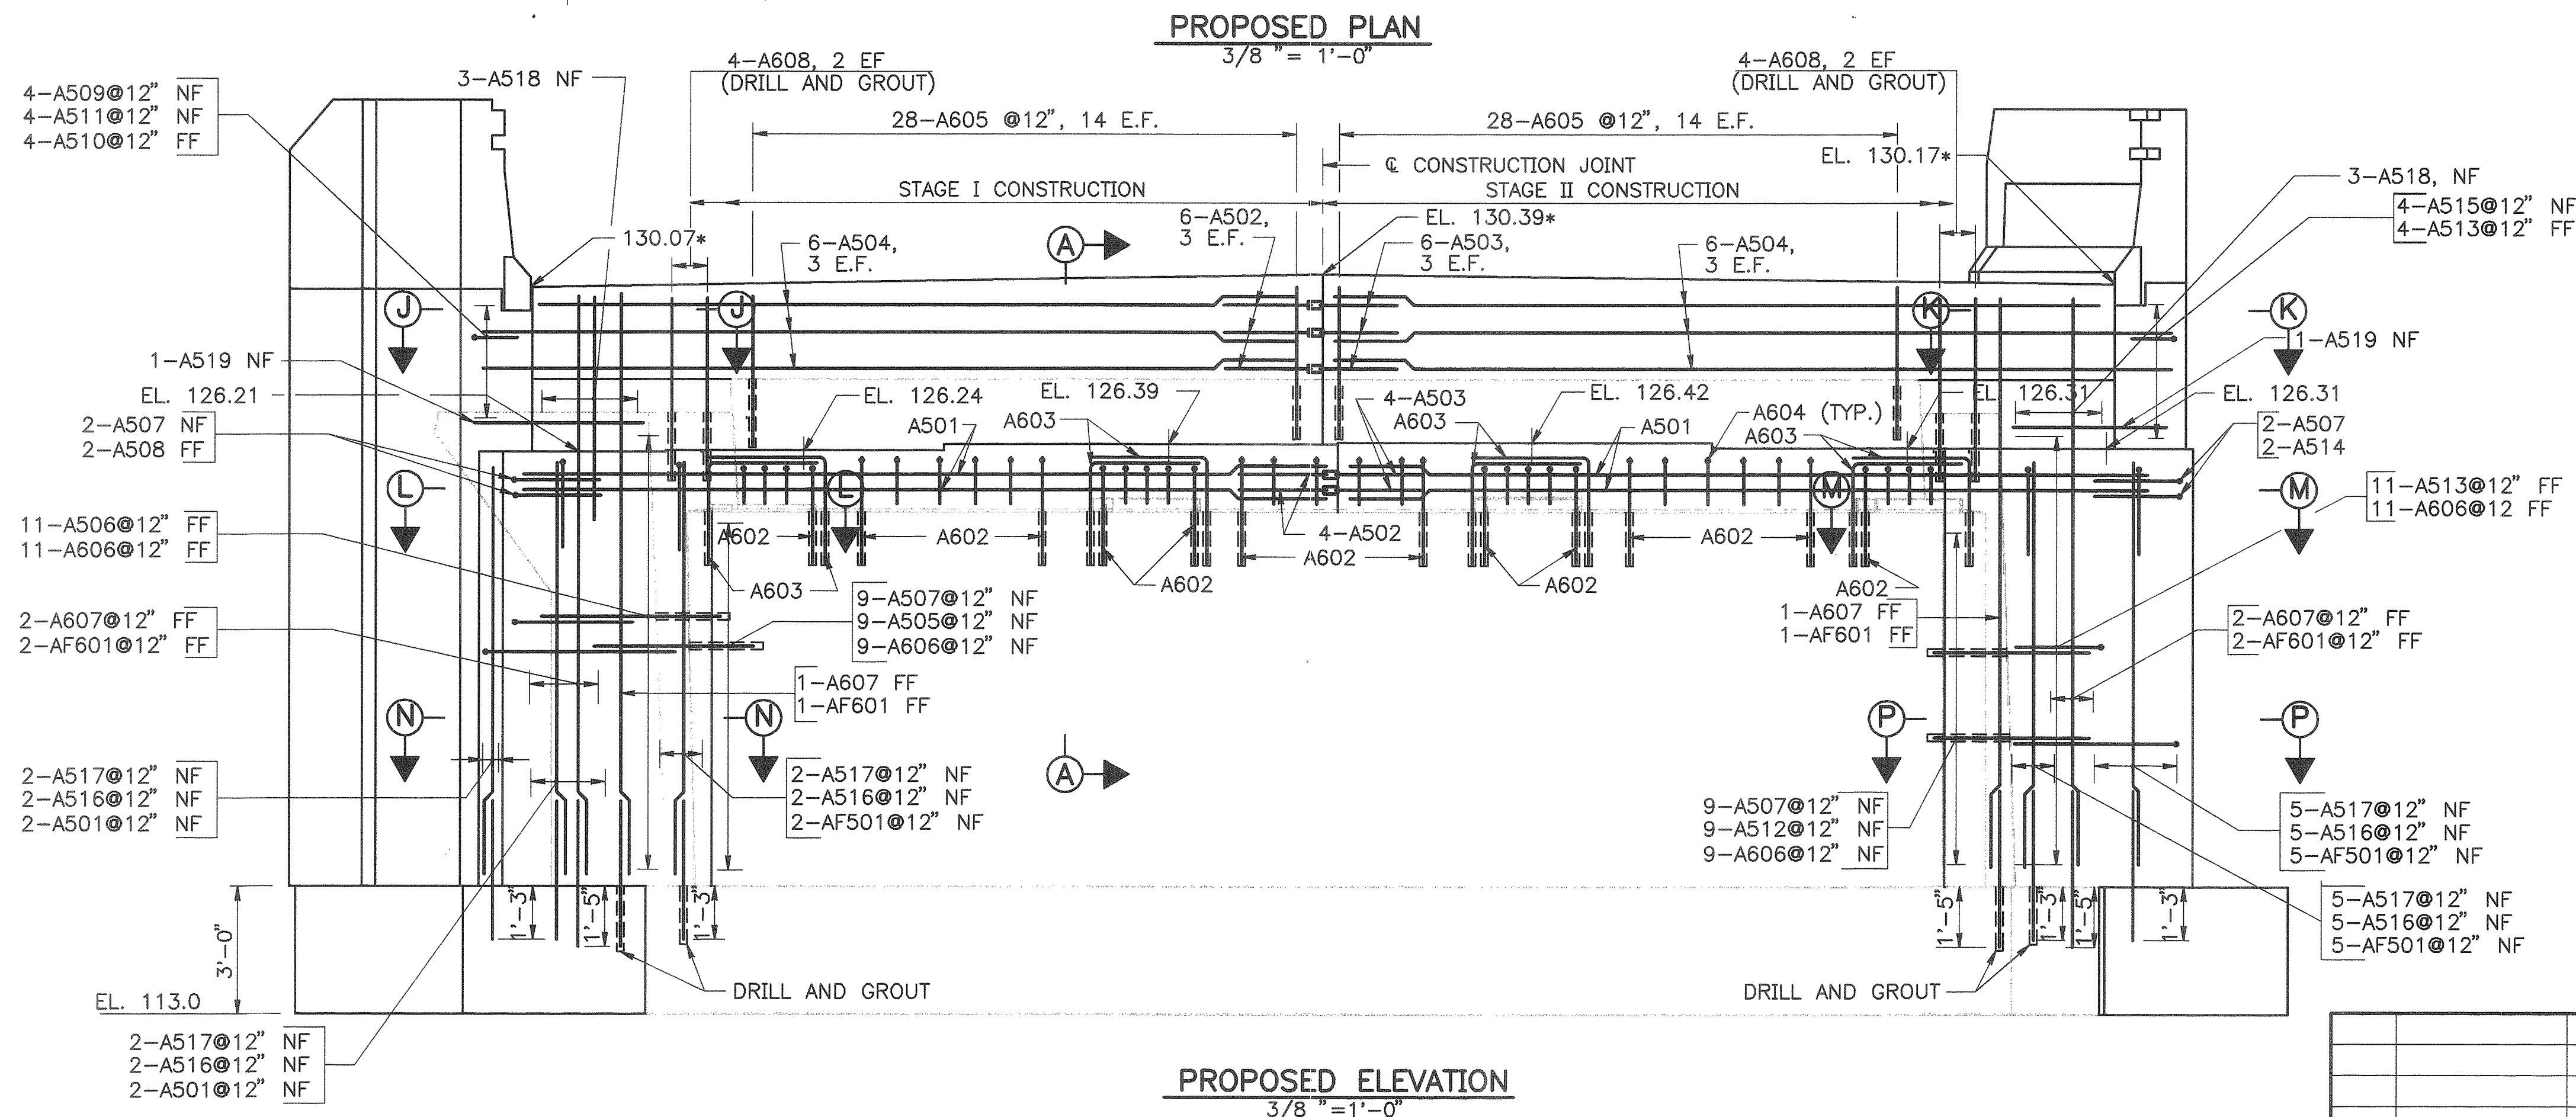 PROPOSED PLAN
3/8 "= 1'-0"
4-A608, 2 EF
(DRILL AND GROUT)
4-A608, 2 EF
(DRILL AND GROUT)
3-A518 NF
4-A509@12" NF
4-A511@12" NF
4-A510@12" FF
28-A605 @12", 14 E.F.
28-A605 @12", 14 E.F.
℄ CONSTRUCTION JOINT
EL. 130.17*
STAGE I CONSTRUCTION
STAGE II CONSTRUCTION
3-A518, NF
4-A515@12" NF
4-A513@12" FF
130.07*
6-A504,
3 E.F.
A
6-A502,
3 E.F.
EL. 130.39*
6-A503,
3 E.F.
6-A504,
3 E.F.
J
J
K
K
1-A519 NF
1-A519 NF
EL. 126.21
EL. 126.24
EL. 126.39
EL. 126.42
EL. 126.31
EL. 126.31
2-A507 NF
2-A508 FF
A501
A603
4-A503
A603
A501
A604 (TYP.)
A603
2-A507
2-A514
L
L
M
M
11-A506@12" FF
11-A606@12" FF
A602
A602
A602
4-A502
A602
A602
A602
A602
11-A513@12" FF
11-A606@12 FF
A603
9-A507@12" NF
9-A505@12" NF
9-A606@12" NF
1-A607 FF
1-AF601 FF
2-A607@12" FF
2-AF601@12" FF
2-A607@12" FF
2-AF601@12" FF
1-A607 FF
1-AF601 FF
N
N
P
P
A
2-A517@12" NF
2-A516@12" NF
2-A501@12" NF
2-A517@12" NF
2-A516@12" NF
2-AF501@12" NF
9-A507@12" NF
9-A512@12" NF
9-A606@12" NF
5-A517@12" NF
5-A516@12" NF
5-AF501@12" NF
3'-0"
1'-3"
1'-5"
1'-3"
1'-5"
1'-3"
1'-5"
1'-3"
5-A517@12" NF
5-A516@12" NF
5-AF501@12" NF
EL. 113.0
DRILL AND GROUT
DRILL AND GROUT
2-A517@12" NF
2-A516@12" NF
2-A501@12" NF
PROPOSED ELEVATION
3/8 "=1'-0"